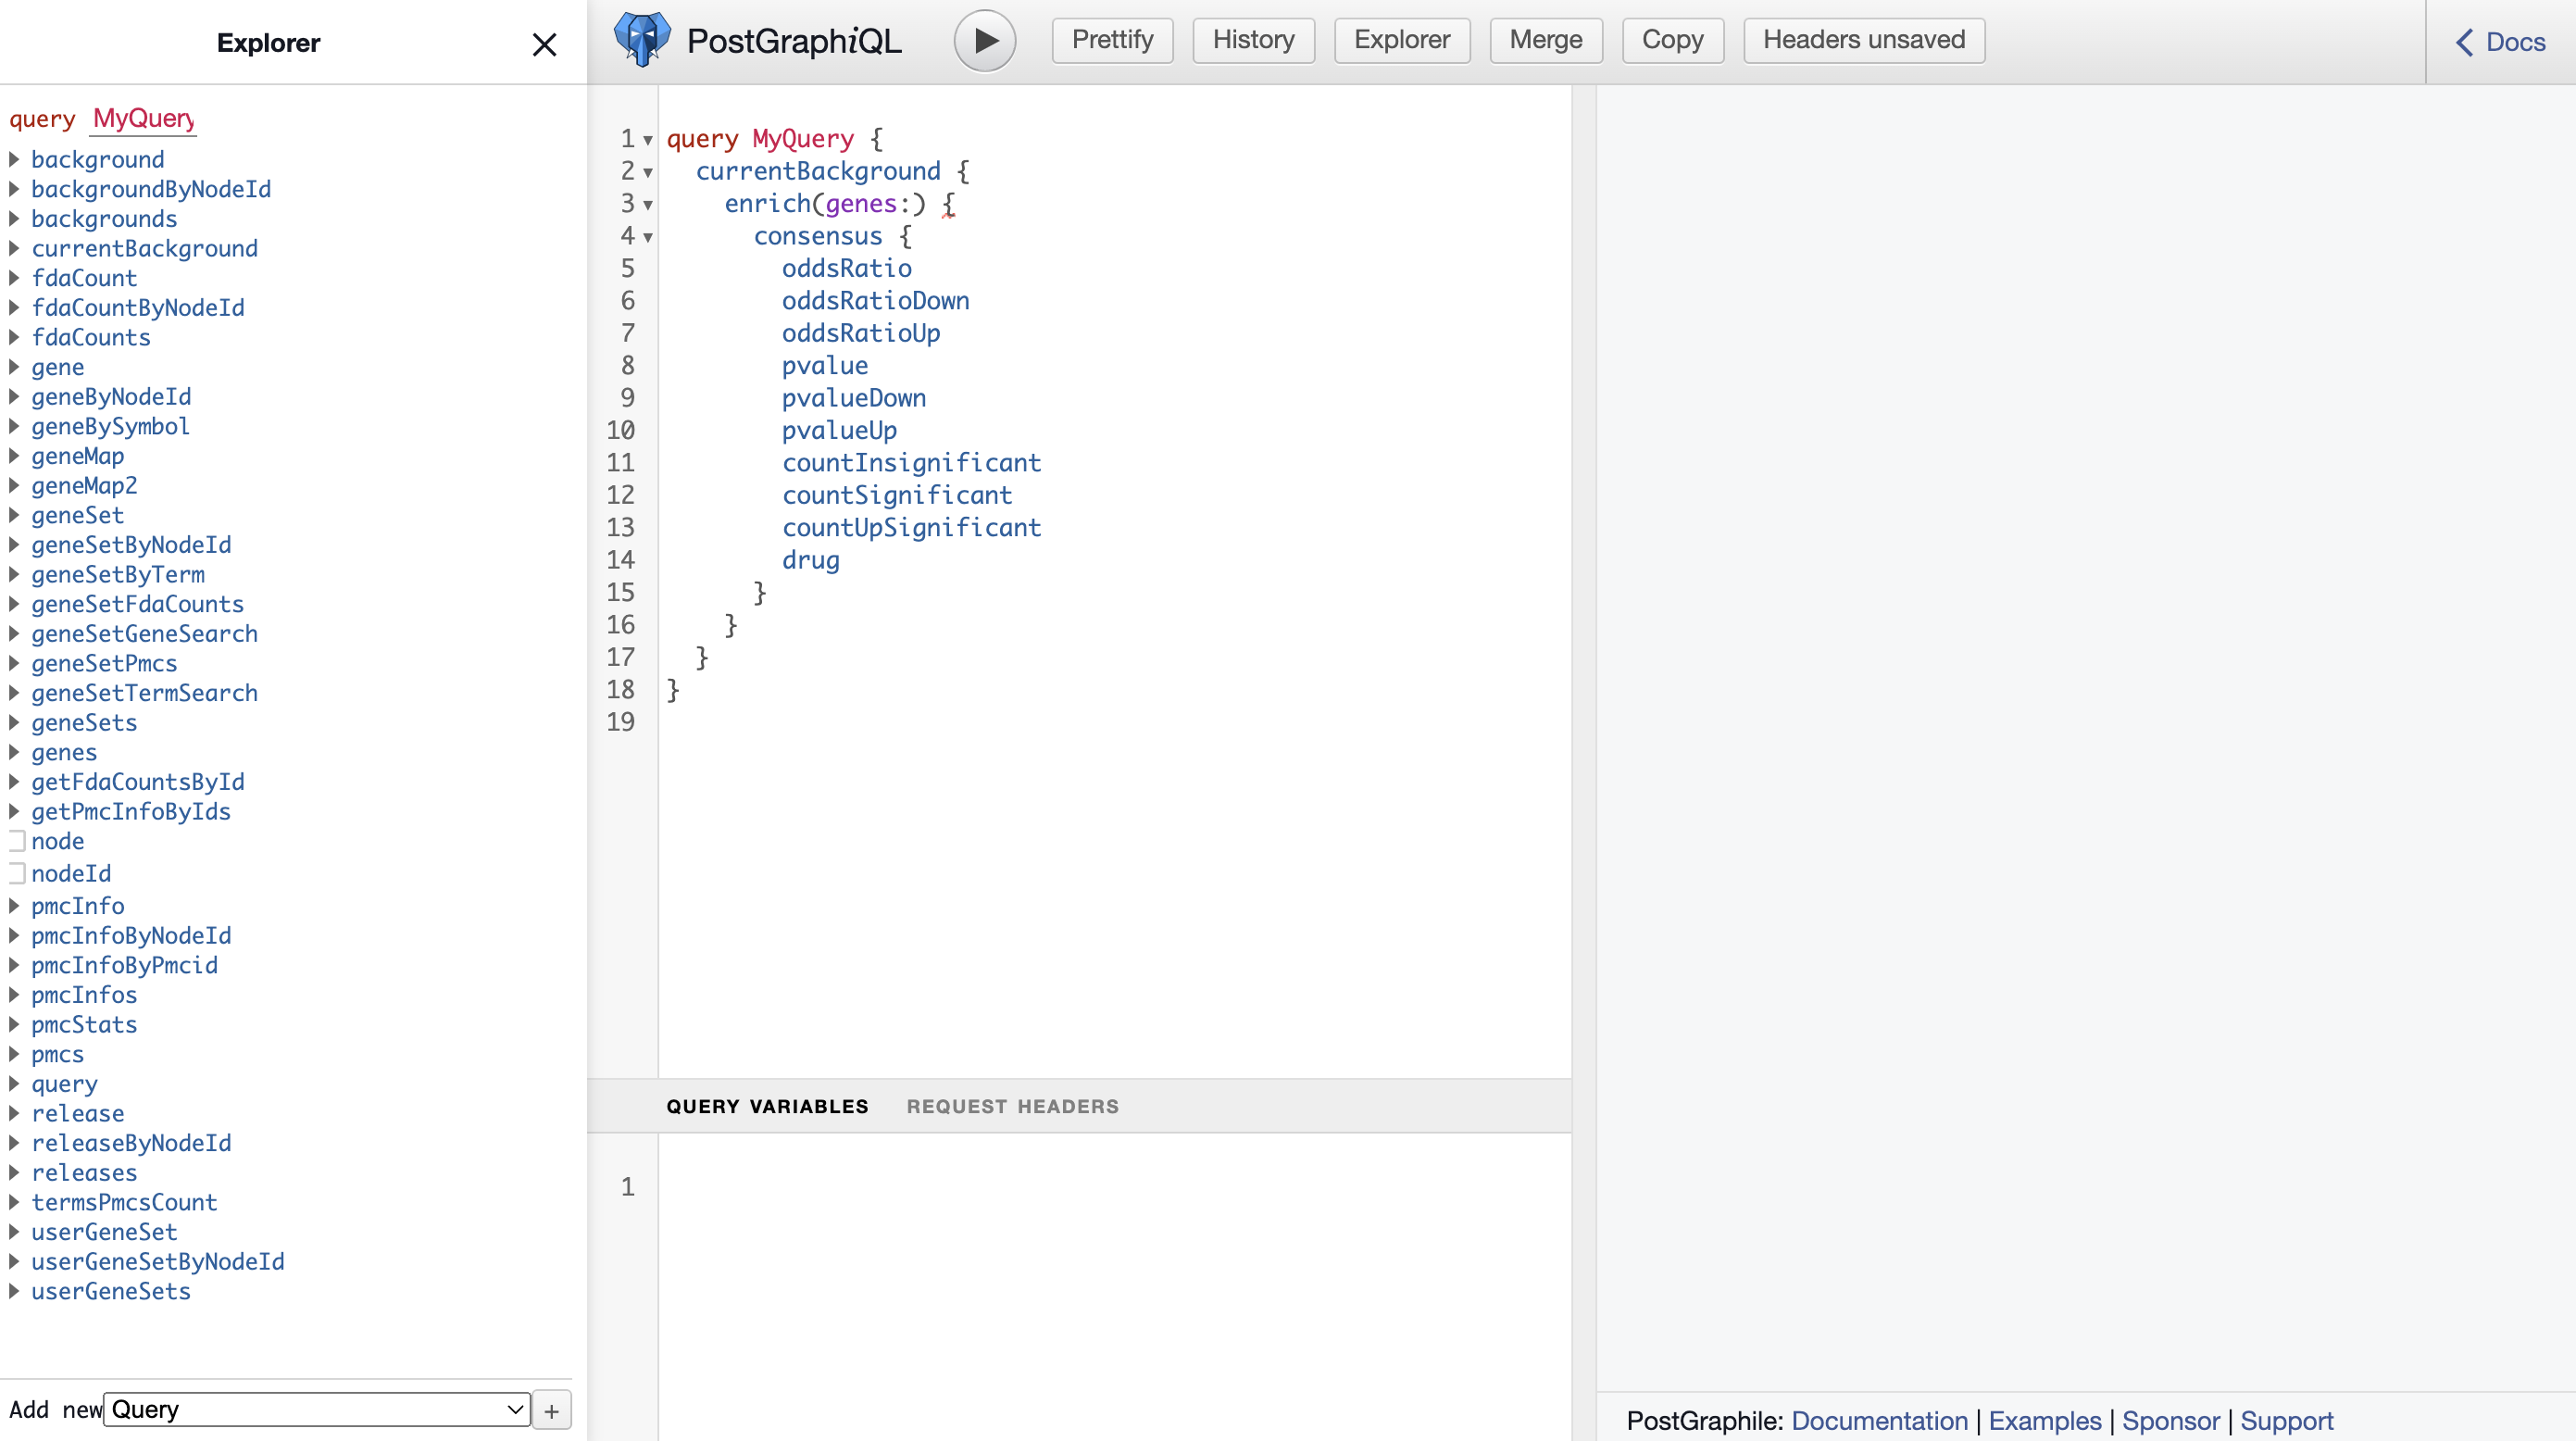 Explorer
PostGraphiQL
Prettify
History
Explorer
Merge
Copy
Headers unsaved
Docs
query MyQuery
background
backgroundByNodeId
backgrounds
currentBackground
fdaCount
fdaCountByNodeId
fdaCounts
gene
geneByNodeId
geneBySymbol
geneMap
geneMap2
geneSet
geneSetByNodeId
geneSetByTerm
geneSetFdaCounts
geneSetGeneSearch
geneSetPmcs
geneSetTermSearch
geneSets
genes
getFdaCountsById
getPmcInfoByIds
node
nodeId
pmcInfo
pmcInfoByNodeId
pmcInfoByPmcid
pmcInfos
pmcStats
pmcs
query
release
releaseByNodeId
releases
termsPmcsCount
userGeneSet
userGeneSetByNodeId
userGeneSets
Add new Query +
1 query MyQuery {
2 currentBackground {
3 enrich(genes:) {
4 consensus {
5 oddsRatio
6 oddsRatioDown
7 oddsRatioUp
8 pvalue
9 pvalueDown
10 pvalueUp
11 countInsignificant
12 countSignificant
13 countUpSignificant
14 drug
15 }
16 }
17 }
18 }
19
QUERY VARIABLES REQUEST HEADERS
1
PostGraphile: Documentation | Examples | Sponsor | Support